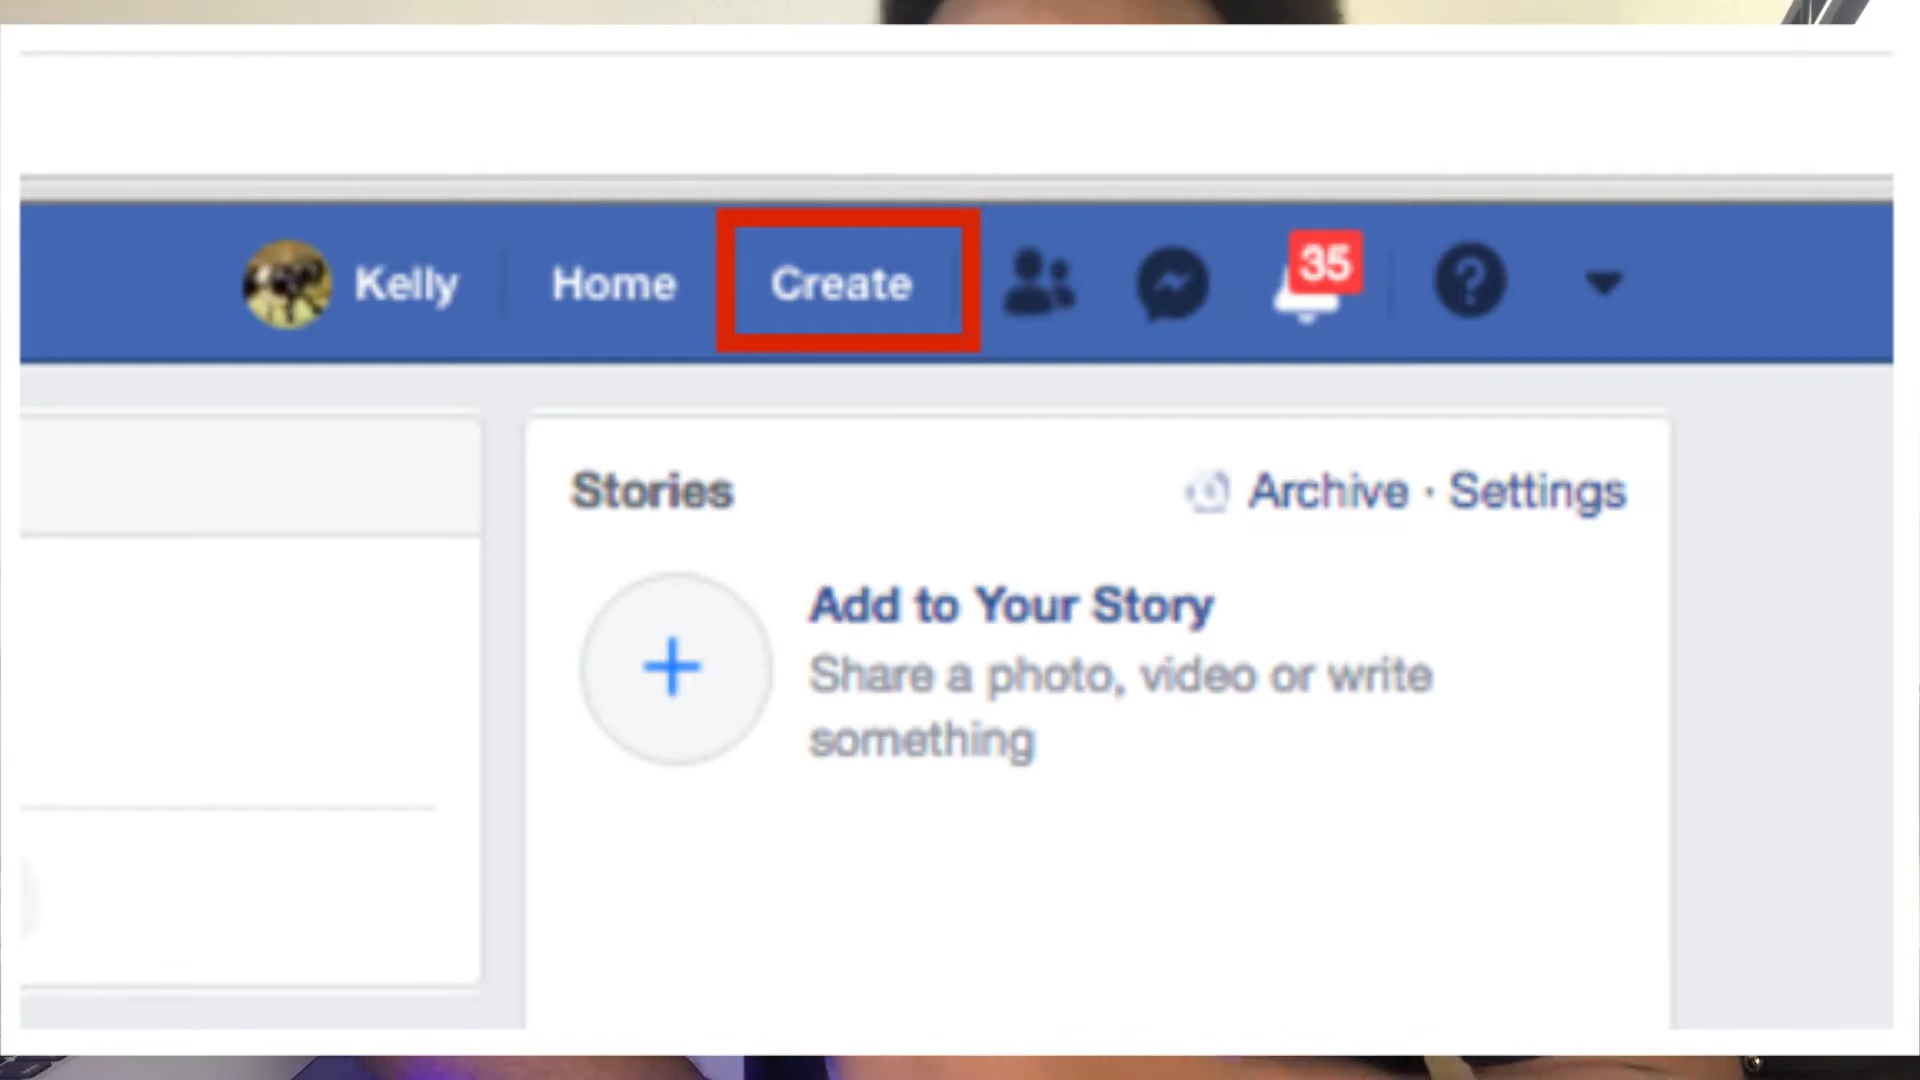 Kelly Home Create 35
Stories Archive · Settings
Add to Your Story
Share a photo, video or write
something